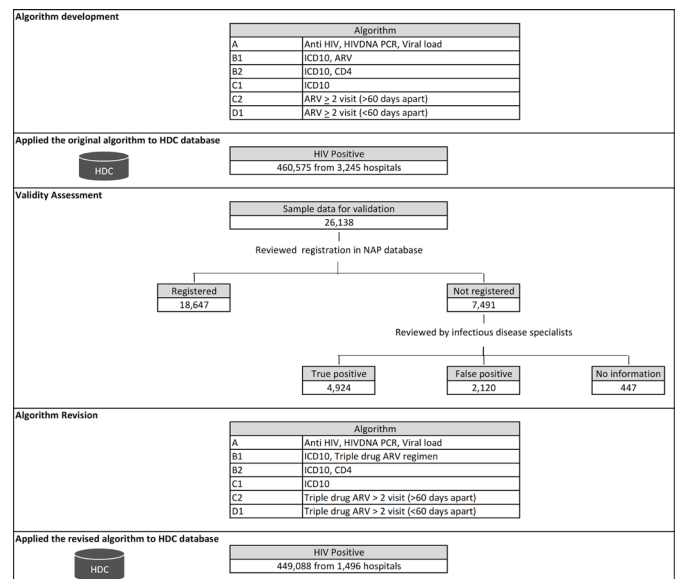 Algorithm development
Algorithm
A Anti HIV, HIVDNA PCR, Viral load
B1 ICD10, ARV
B2 ICD10, CD4
C1 ICD10
C2 ARV ≥ 2 visit (>60 days apart)
D1 ARV ≥ 2 visit (<60 days apart)
Applied the original algorithm to HDC database
HIV Positive
HDC
460,575 from 3,245 hospitals
Validity Assessment
Sample data for validation
26,138
Reviewed registration in NAP database
Registered Not registered
18,647 7,491
Reviewed by infectious disease specialists
True positive False positive No information
4,924 2,120 447
Algorithm Revision
Algorithm
A Anti HIV, HIVDNA PCR, Viral load
B1 ICD10, Triple drug ARV regimen
B2 ICD10, CD4
C1 ICD10
C2 Triple drug ARV > 2 visit (>60 days apart)
D1 Triple drug ARV > 2 visit (<60 days apart)
Applied the revised algorithm to HDC database
HIV Positive
HDC
449,088 from 1,496 hospitals